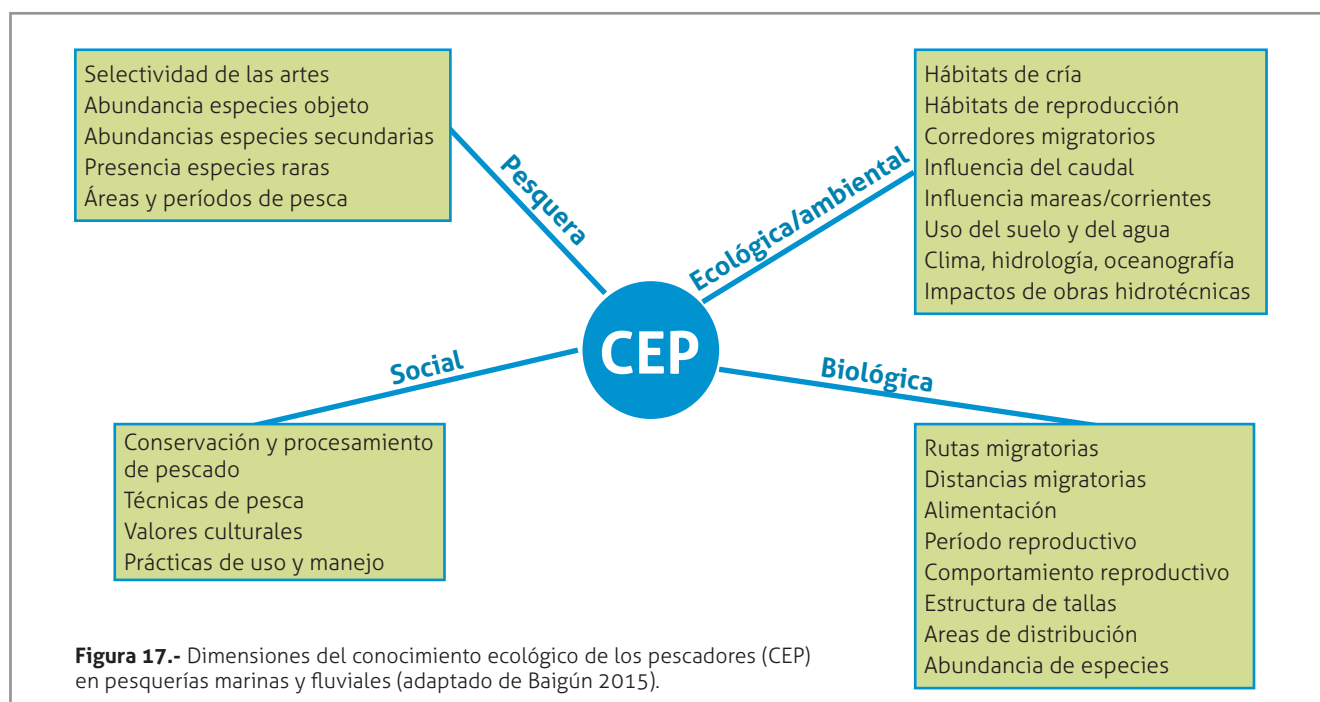 Selectividad de las artes
Abundancia especies objeto
Abundancias especies secundarias
Presencia especies raras
Áreas y períodos de pesca
Pesquera
Ecológica/ambiental
Hábitats de cría
Hábitats de reproducción
Corredores migratorios
Influencia del caudal
Influencia mareas/corrientes
Uso del suelo y del agua
Clima, hidrología, oceanografía
Impactos de obras hidrotécnicas
CEP
Social
Biológica
Conservación y procesamiento
de pescado
Técnicas de pesca
Valores culturales
Prácticas de uso y manejo
Rutas migratorias
Distancias migratorias
Alimentación
Período reproductivo
Comportamiento reproductivo
Estructura de tallas
Areas de distribución
Abundancia de especies
Figura 17.- Dimensiones del conocimiento ecológico de los pescadores (CEP)
en pesquerías marinas y fluviales (adaptado de Baigún 2015).